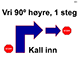 Vri 90° høyre, 1 steg
Kall inn